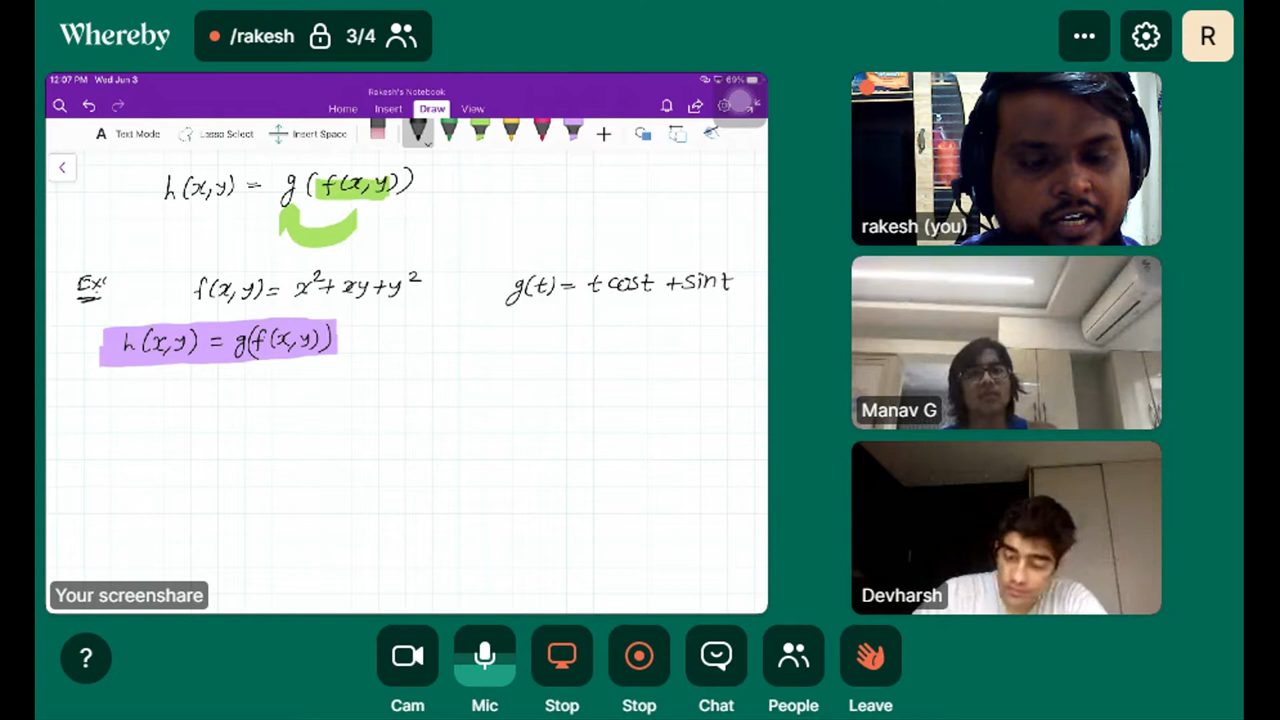 Whereby
/rakesh 3/4
R
12:07 PM Wed Jun 3
69%
Rakesh's Notebook
Home Insert Draw View
A Text Mode Lasso Select Insert Space
h(x,y) = g(f(x,y))
Ex:
f(x,y) = x²+xy+y²
g(t) = t cost + sint
h(x,y) = g(f(x,y))
Your screenshare
rakesh (you)
Manav G
Devharsh
?
Cam Mic Stop Stop Chat People Leave